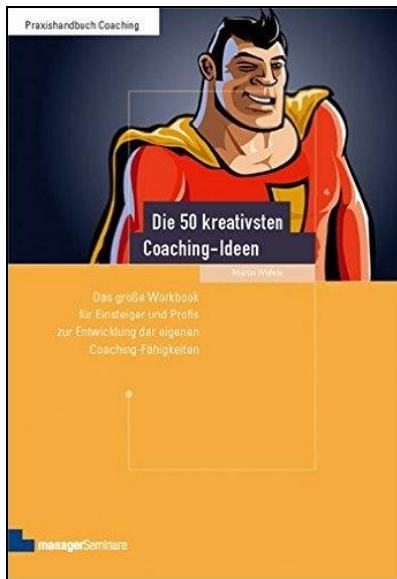 Praxishandbuch Coaching
Die 50 kreativsten
Coaching-Ideen
Martin
Das große Workbook
für Einsteiger und Profis
zur Entwicklung der eigenen
Coaching-Fähigkeiten
managerSeminare